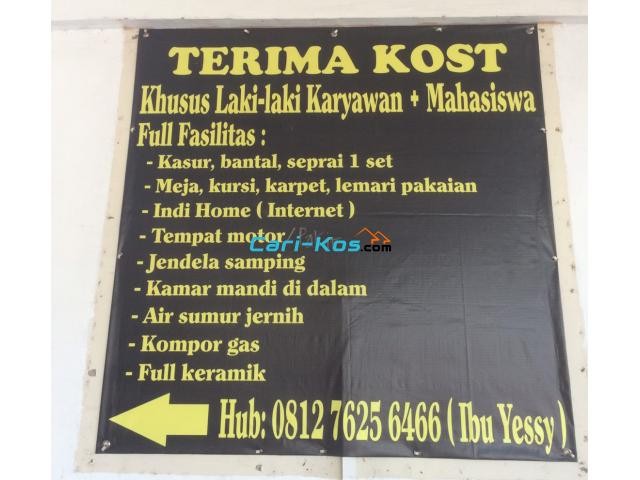 TERIMA KOST
Khusus Laki-laki Karyawan + Mahasiswa
Full Fasilitas :
- Kasur, bantal, seprai 1 set
- Meja, kursi, karpet, lemari pakaian
- Indi Home ( Internet )
- Tempat motor
Cari-Kos.com
- Jendela samping
- Kamar mandi di dalam
- Air sumur jernih
- Kompor gas
- Full keramik
Hub: 0812 7625 6466 ( Ibu Yessy )